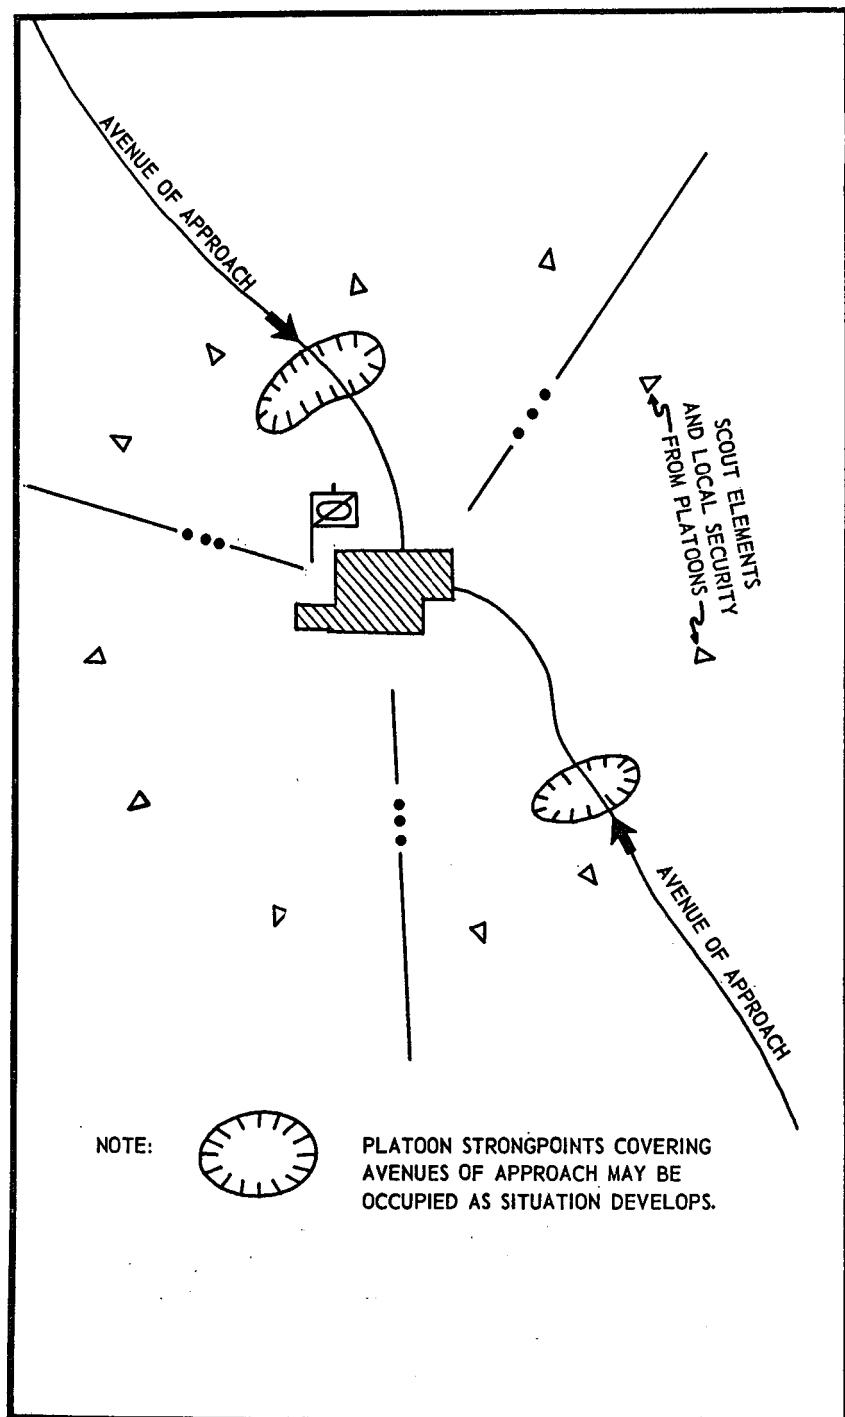 AVENUE OF APPROACH
SCOUT ELEMENTS
AND LOCAL SECURITY
FROM PLATOONS
AVENUE OF APPROACH
NOTE:
PLATOON STRONGPOINTS COVERING
AVENUES OF APPROACH MAY BE
OCCUPIED AS SITUATION DEVELOPS.